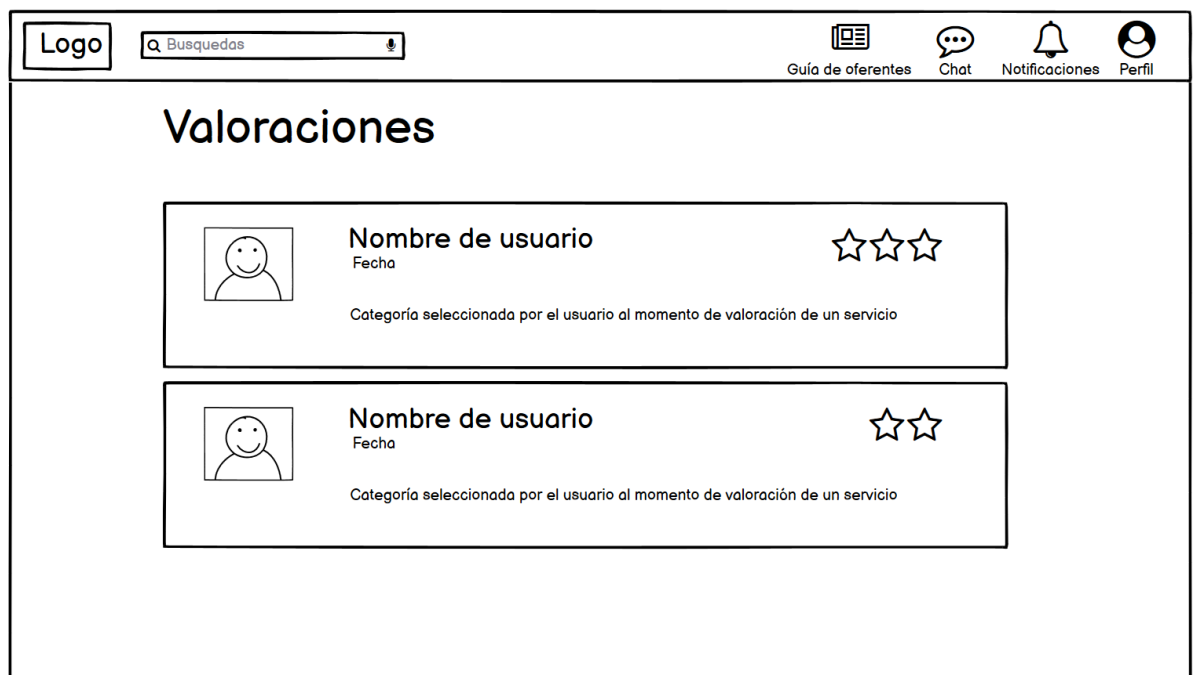 Logo
Busquedas
Guía de oferentes
Chat
Notificaciones
Perfil
Valoraciones
Nombre de usuario
Fecha
Categoría seleccionada por el usuario al momento de valoración de un servicio
Nombre de usuario
Fecha
Categoría seleccionada por el usuario al momento de valoración de un servicio